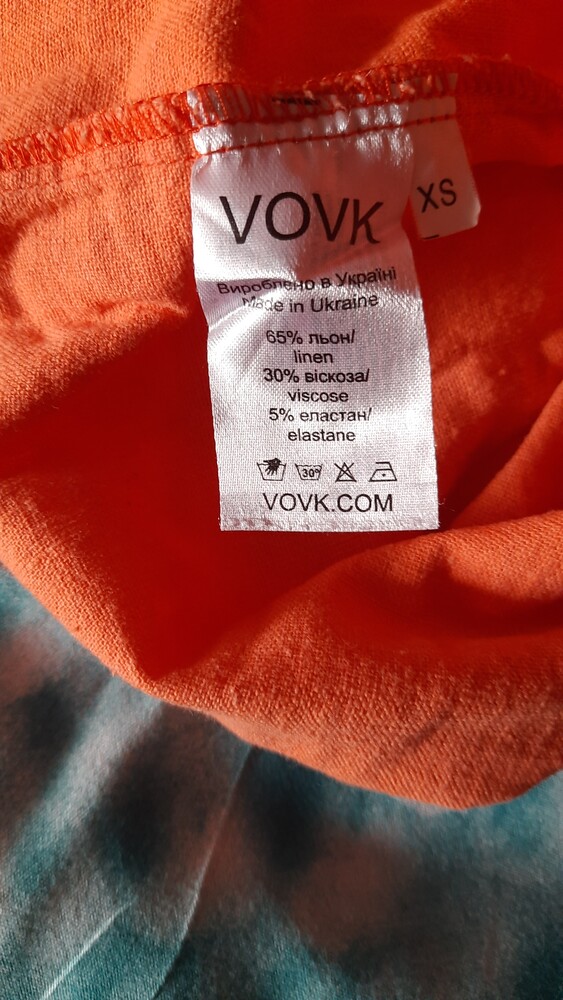 VOVK
XS
Вироблено в Україні
Made in Ukraine
65% льон/
linen
30% віскоза/
viscose
5% еластан/
elastane
30°
VOVK.COM